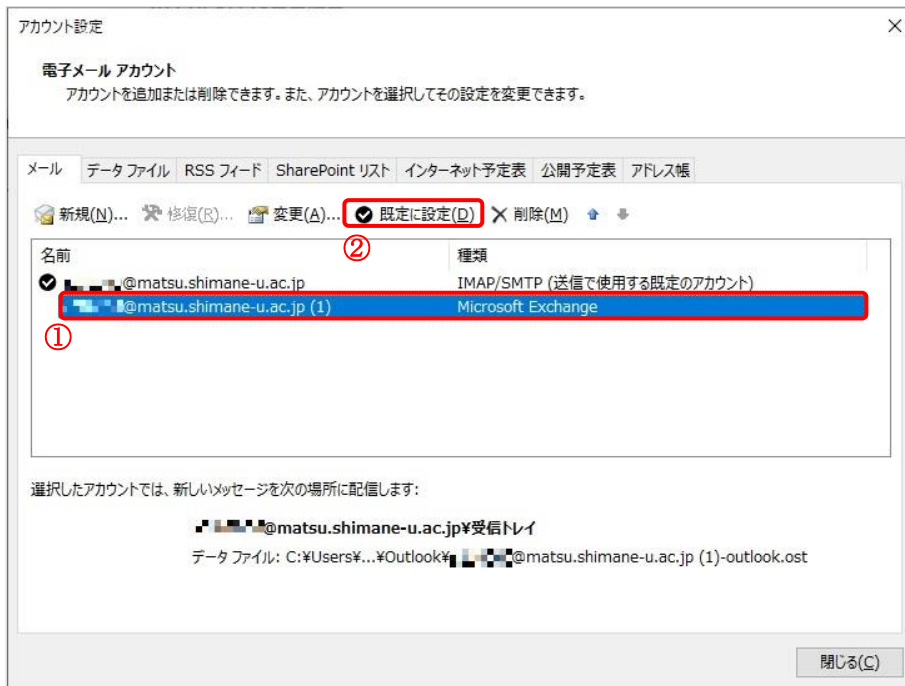 アカウント設定
電子メール アカウント
アカウントを追加または削除できます。また、アカウントを選択してその設定を変更できます。
メール データ ファイル RSS フィード SharePoint リスト インターネット予定表 公開予定表 アドレス帳
新規(N)... 修復(R)... 変更(A)... 既定に設定(D) 削除(M)
②
名前 種類
@matsu.shimane-u.ac.jp IMAP/SMTP (送信で使用する既定のアカウント)
@matsu.shimane-u.ac.jp (1) Microsoft Exchange
①
選択したアカウントでは、新しいメッセージを次の場所に配信します:
@matsu.shimane-u.ac.jp¥受信トレイ
データ ファイル: C:¥Users¥...¥Outlook¥ @matsu.shimane-u.ac.jp (1)-outlook.ost
閉じる(C)